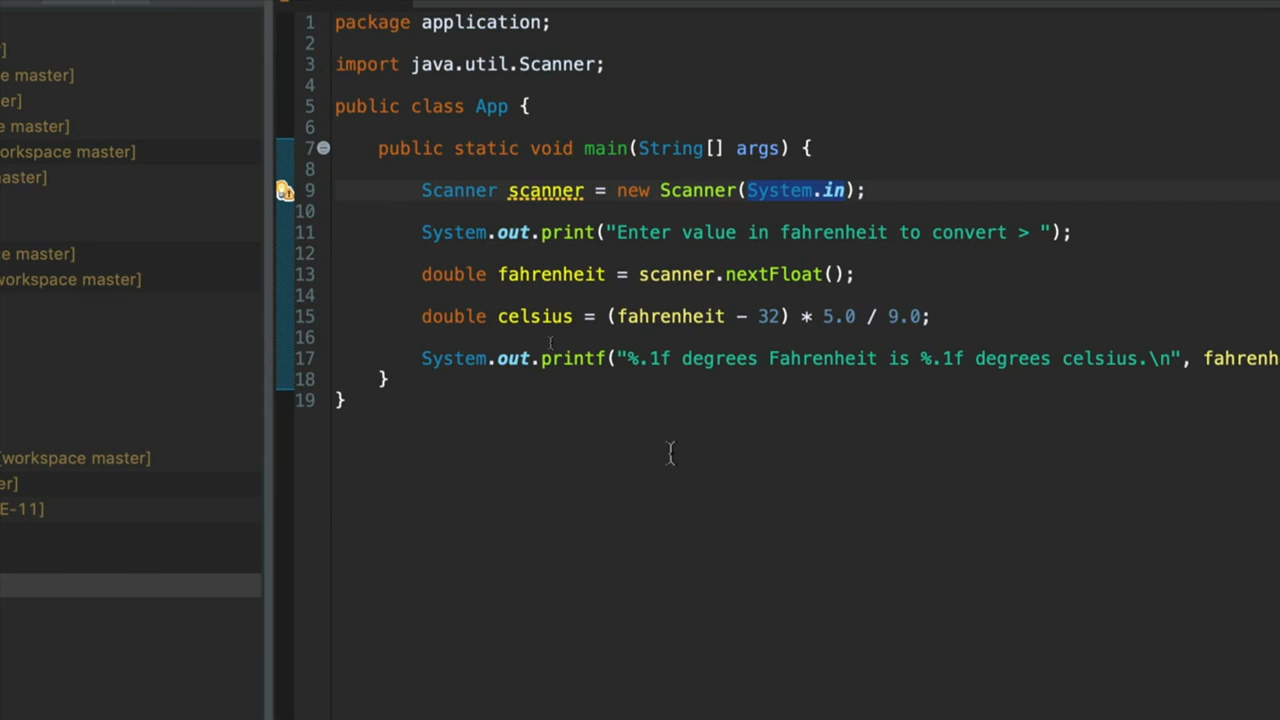 r]
e master]
er]
e master]
orkspace master]
aster]
e master]
workspace master]
[workspace master]
er]
E-11]
1 package application;
2
3 import java.util.Scanner;
4
5 public class App {
6
7 public static void main(String[] args) {
8
9 Scanner scanner = new Scanner(System.in);
10
11 System.out.print("Enter value in fahrenheit to convert > ");
12
13 double fahrenheit = scanner.nextFloat();
14
15 double celsius = (fahrenheit - 32) * 5.0 / 9.0;
16
17 System.out.printf("%.1f degrees Fahrenheit is %.1f degrees celsius.\n", fahrenh
18 }
19 }